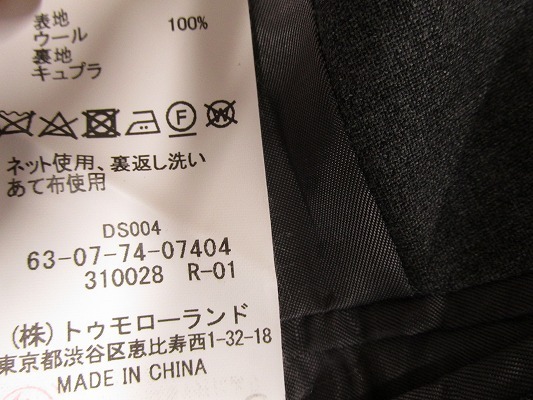 表地
ウール 100%
裏地
キュプラ
F
W
ネット使用、裏返し洗い
あて布使用
DS004
63-07-74-07404
310028 R-01
(株)トゥモローランド
東京都渋谷区恵比寿西1-32-18
MADE IN CHINA